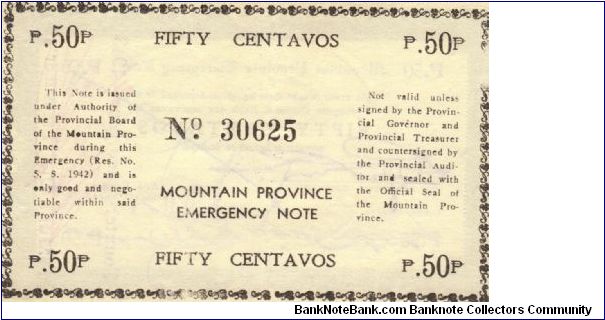 ₱.50₱ FIFTY CENTAVOS ₱.50₱
This Note is issued
under Authority of
the Provincial Board
of the Mountain Pro-
vince during this
Emergency (Res. No.
5, S. 1942) and is
only good and nego-
tiable within said
Province.
Nº 30625
MOUNTAIN PROVINCE
EMERGENCY NOTE
Not valid unless
signed by the Provin-
cial Governor and
Provincial Treasurer
and countersigned by
the Provincial Audi-
tor and sealed with
the Official Seal of
the Mountain Pro-
vince.
₱.50₱ FIFTY CENTAVOS ₱.50₱
BankNoteBank.com Banknote Collectors Community